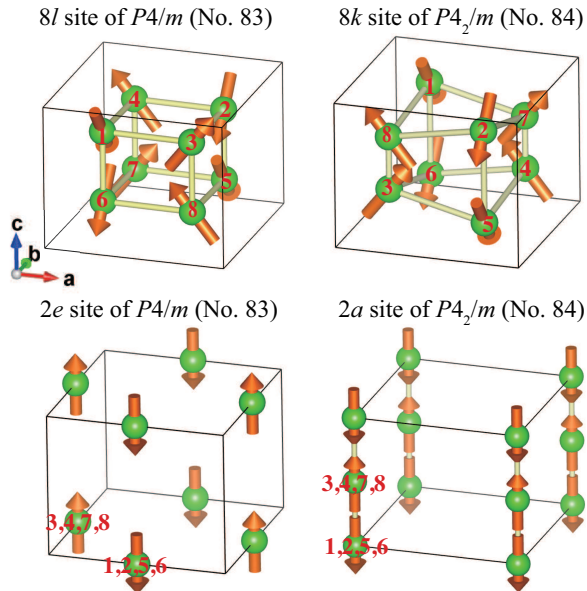 8l site of P4/m (No. 83)
8k site of P4₂/m (No. 84)
4
2
1
3
7
5
6
8
1
7
8
2
6
4
3
5
c
b
a
2e site of P4/m (No. 83)
2a site of P4₂/m (No. 84)
3,4,7,8
1,2,5,6
3,4,7,8
1,2,5,6